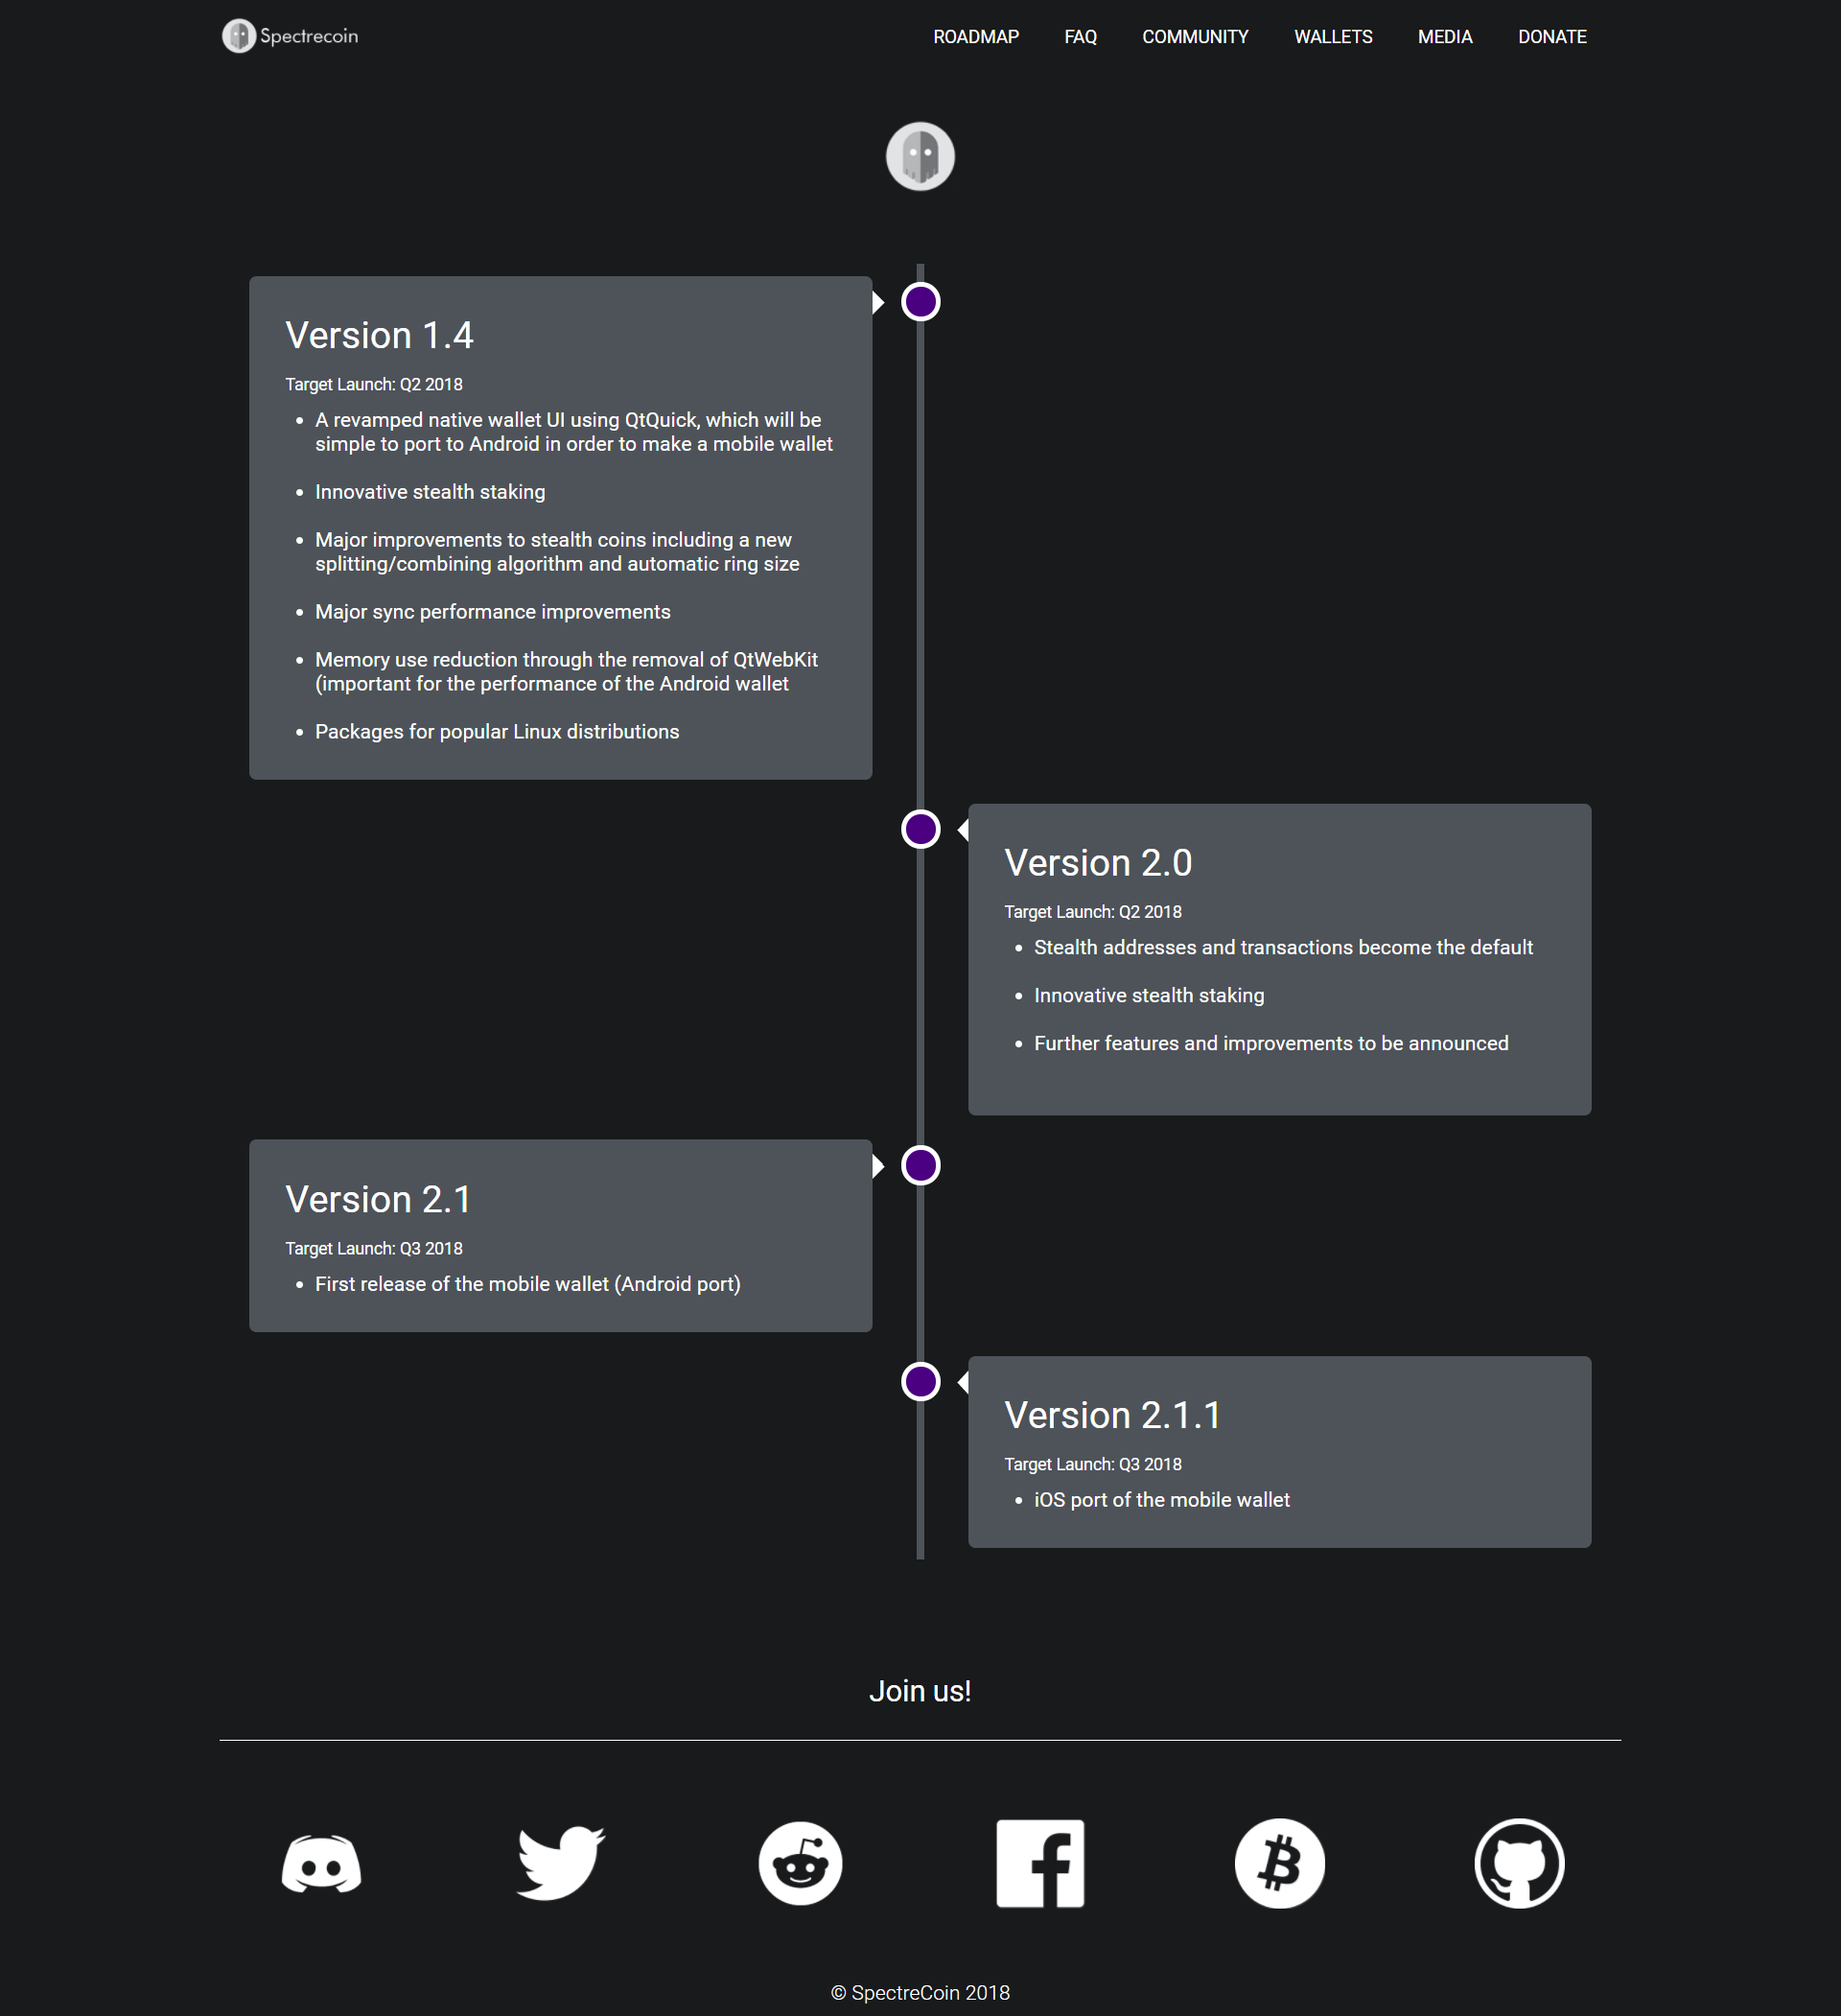 Spectrecoin
ROADMAP FAQ COMMUNITY WALLETS MEDIA DONATE
Version 1.4
Target Launch: Q2 2018
• A revamped native wallet UI using QtQuick, which will be
simple to port to Android in order to make a mobile wallet
• Innovative stealth staking
• Major improvements to stealth coins including a new
splitting/combining algorithm and automatic ring size
• Major sync performance improvements
• Memory use reduction through the removal of QtWebKit
(important for the performance of the Android wallet
• Packages for popular Linux distributions
Version 2.0
Target Launch: Q2 2018
• Stealth addresses and transactions become the default
• Innovative stealth staking
• Further features and improvements to be announced
Version 2.1
Target Launch: Q3 2018
• First release of the mobile wallet (Android port)
Version 2.1.1
Target Launch: Q3 2018
• iOS port of the mobile wallet
Join us!
© SpectreCoin 2018